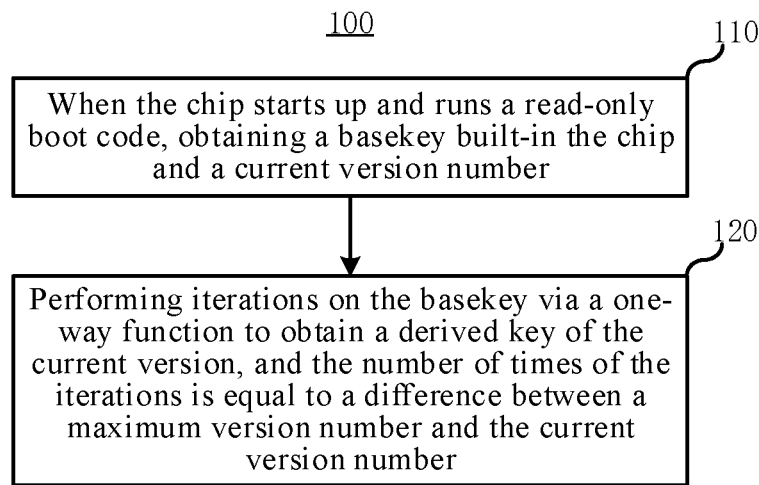 100
110
When the chip starts up and runs a read-only
boot code, obtaining a basekey built-in the chip
and a current version number
120
Performing iterations on the basekey via a one-
way function to obtain a derived key of the
current version, and the number of times of the
iterations is equal to a difference between a
maximum version number and the current
version number